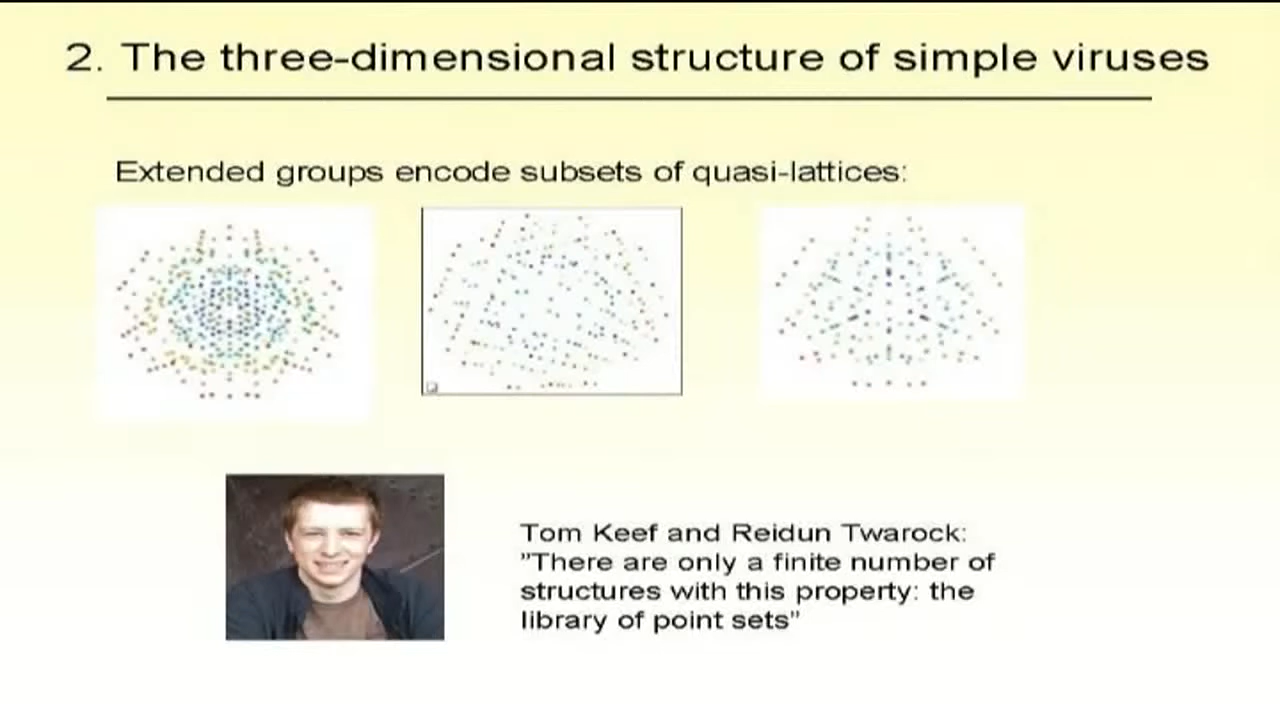 2. The three-dimensional structure of simple viruses
Extended groups encode subsets of quasi-lattices:
Tom Keef and Reidun Twarock:
"There are only a finite number of
structures with this property: the
library of point sets"